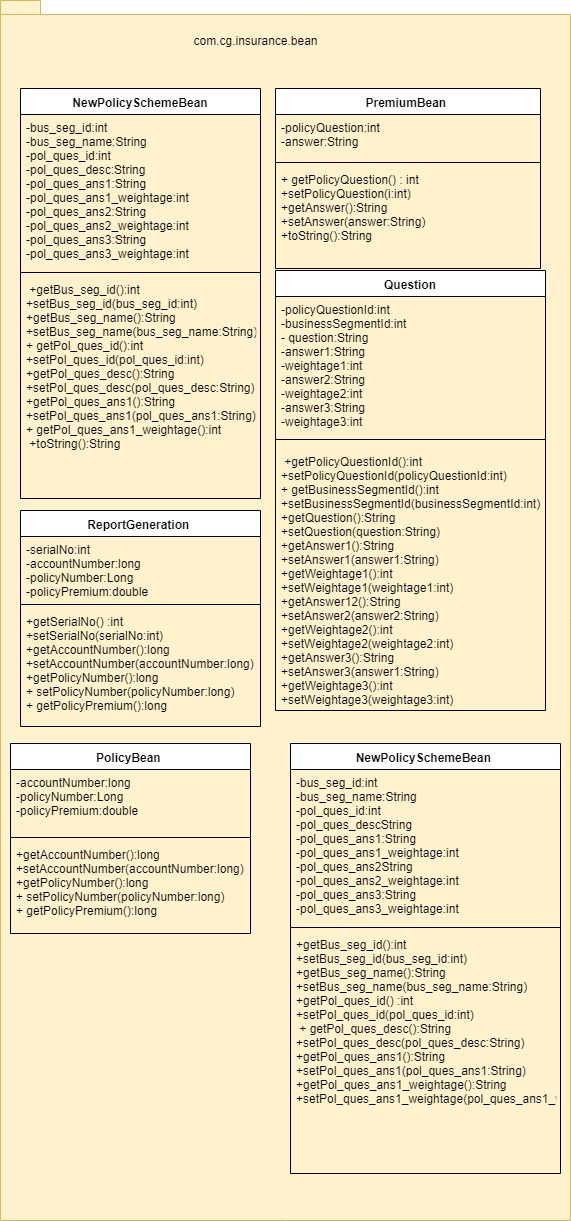 com.cg.insurance.bean
NewPolicySchemeBean
-bus_seg_id:int
-bus_seg_name:String
-pol_ques_id:int
-pol_ques_desc:String
-pol_ques_ans1:String
-pol_ques_ans1_weightage:int
-pol_ques_ans2:String
-pol_ques_ans2_weightage:int
-pol_ques_ans3:String
-pol_ques_ans3_weightage:int
+getBus_seg_id():int
+setBus_seg_id(bus_seg_id:int)
+getBus_seg_name():String
+setBus_seg_name(bus_seg_name:String)
+ getPol_ques_id():int
+setPol_ques_id(pol_ques_id:int)
+getPol_ques_desc():String
+setPol_ques_desc(pol_ques_desc:String)
+getPol_ques_ans1():String
+setPol_ques_ans1(pol_ques_ans1:String)
+ getPol_ques_ans1_weightage():int
+toString():String
PremiumBean
-policyQuestion:int
-answer:String
+ getPolicyQuestion() : int
+setPolicyQuestion(i:int)
+getAnswer():String
+setAnswer(answer:String)
+toString():String
Question
-policyQuestionId:int
-businessSegmentId:int
- question:String
-answer1:String
-weightage1:int
-answer2:String
-weightage2:int
-answer3:String
-weightage3:int
+getPolicyQuestionId():int
+setPolicyQuestionId(policyQuestionId:int)
+ getBusinessSegmentId():int
+setBusinessSegmentId(businessSegmentId:int)
+getQuestion():String
+setQuestion(question:String)
+getAnswer1():String
+setAnswer1(answer1:String)
+getWeightage1():int
+setWeightage1(weightage1:int)
+getAnswer12():String
+setAnswer2(answer2:String)
+getWeightage2():int
+setWeightage2(weightage2:int)
+getAnswer3():String
+setAnswer3(answer1:String)
+getWeightage3():int
+setWeightage3(weightage3:int)
ReportGeneration
-serialNo:int
-accountNumber:long
-policyNumber:Long
-policyPremium:double
+getSerialNo() :int
+setSerialNo(serialNo:int)
+getAccountNumber():long
+setAccountNumber(accountNumber:long)
+getPolicyNumber():long
+ setPolicyNumber(policyNumber:long)
+ getPolicyPremium():long
PolicyBean
-accountNumber:long
-policyNumber:Long
-policyPremium:double
+getAccountNumber():long
+setAccountNumber(accountNumber:long)
+getPolicyNumber():long
+ setPolicyNumber(policyNumber:long)
+ getPolicyPremium():long
NewPolicySchemeBean
-bus_seg_id:int
-bus_seg_name:String
-pol_ques_id:int
-pol_ques_descString
-pol_ques_ans1:String
-pol_ques_ans1_weightage:int
-pol_ques_ans2String
-pol_ques_ans2_weightage:int
-pol_ques_ans3:String
-pol_ques_ans3_weightage:int
+getBus_seg_id():int
+setBus_seg_id(bus_seg_id:int)
+getBus_seg_name():String
+setBus_seg_name(bus_seg_name:String)
+getPol_ques_id() :int
+setPol_ques_id(pol_ques_id:int)
+ getPol_ques_desc():String
+setPol_ques_desc(pol_ques_desc:String)
+getPol_ques_ans1():String
+setPol_ques_ans1(pol_ques_ans1:String)
+getPol_ques_ans1_weightage():String
+setPol_ques_ans1_weightage(pol_ques_ans1_